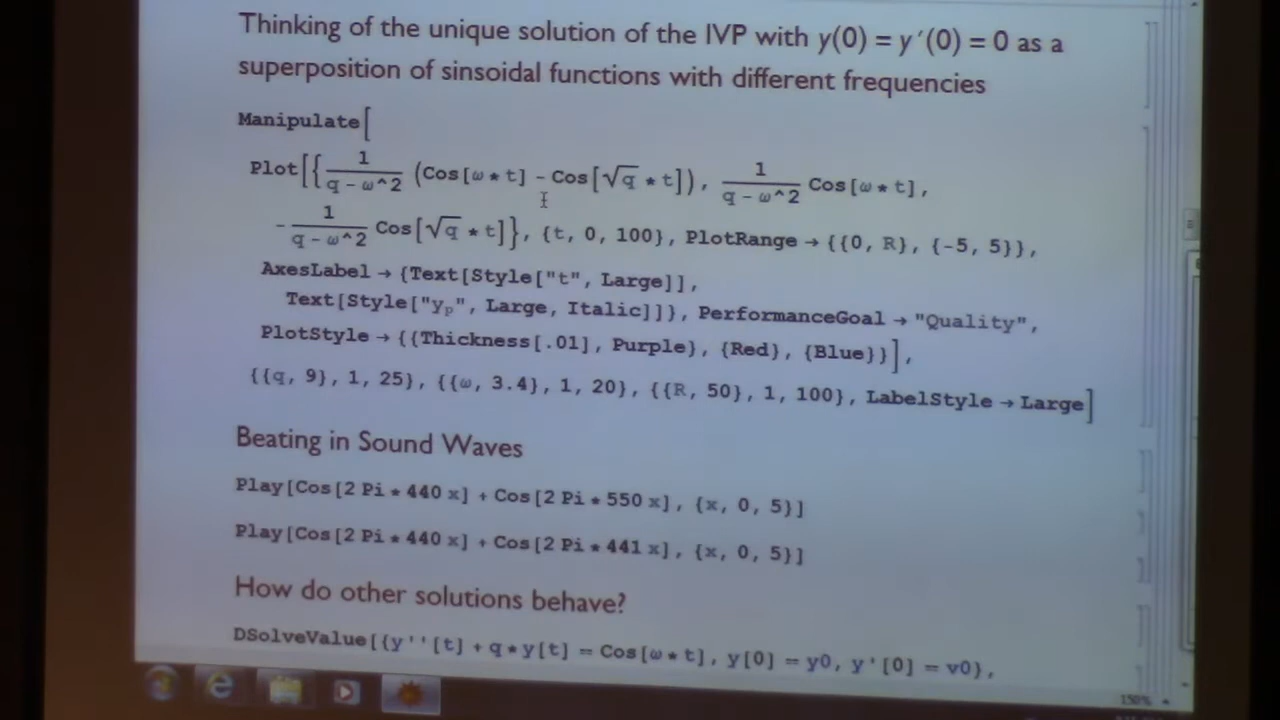 Thinking of the unique solution of the IVP with y(0) = y′(0) = 0 as a
superposition of sinsoidal functions with different frequencies
Manipulate[
Plot[{1/(q - ω^2) (Cos[ω * t] - Cos[√q * t]), 1/(q - ω^2) Cos[ω * t],
- 1/(q - ω^2) Cos[√q * t]}, {t, 0, 100}, PlotRange → {{0, R}, {-5, 5}},
AxesLabel → {Text[Style["t", Large]],
Text[Style["yₚ", Large, Italic]]}, PerformanceGoal → "Quality",
PlotStyle → {{Thickness[.01], Purple}, {Red}, {Blue}}],
{{q, 9}, 1, 25}, {{ω, 3.4}, 1, 20}, {{R, 50}, 1, 100}, LabelStyle → Large]
Beating in Sound Waves
Play[Cos[2 Pi * 440 x] + Cos[2 Pi * 550 x], {x, 0, 5}]
Play[Cos[2 Pi * 440 x] + Cos[2 Pi * 441 x], {x, 0, 5}]
How do other solutions behave?
DSolveValue[{y''[t] + q * y[t] == Cos[ω * t], y[0] == y0, y'[0] == v0},
150%